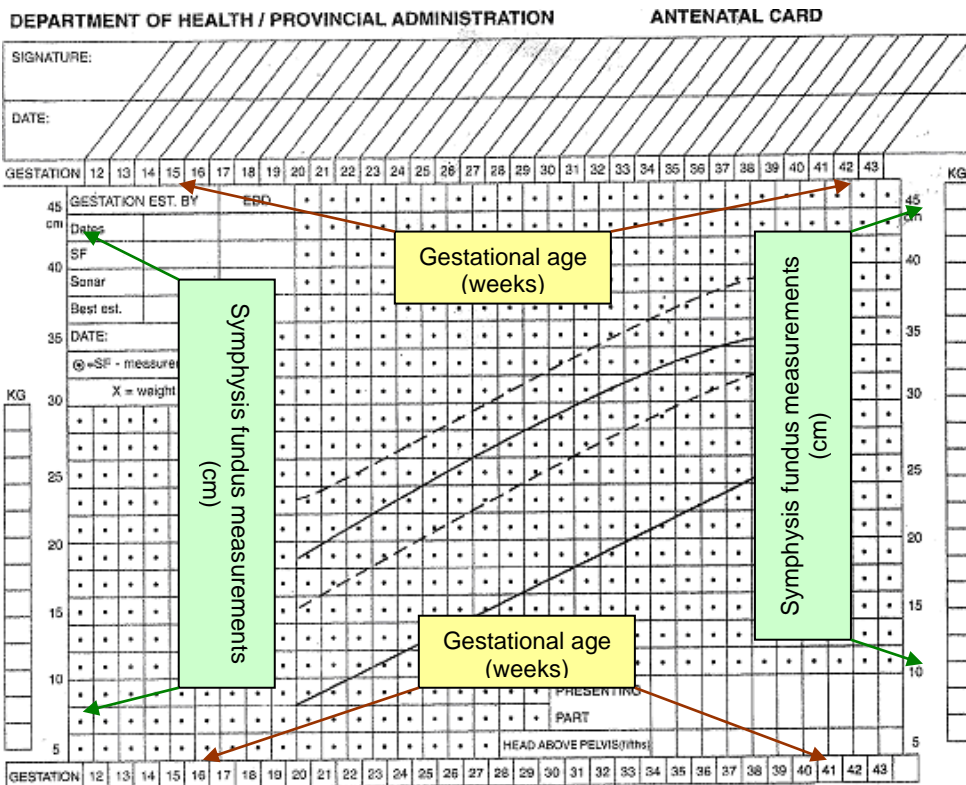 DEPARTMENT OF HEALTH / PROVINCIAL ADMINISTRATION ANTENATAL CARD
SIGNATURE:
DATE:
GESTATION 12 13 14 15 16 17 18 19 20 21 22 23 24 25 26 27 28 29 30 31 32 33 34 35 36 37 38 39 40 41 42 43
KG
45 GESTATION EST. BY EBD 45
cm Dates cm
SF
40 40
Sonar
Best est.
35 DATE: 35
=SF - measurem
KG X = weight
30 30
25 25
20 20
15 15
10 10
5 5
Gestational age
(weeks)
Symphysis fundus measurements
(cm)
Symphysis fundus measurements
(cm)
Gestational age
(weeks)
PRESENTING
PART
HEAD ABOVE PELVIS(fifths)
GESTATION 12 13 14 15 16 17 18 19 20 21 22 23 24 25 26 27 28 29 30 31 32 33 34 35 36 37 38 39 40 41 42 43